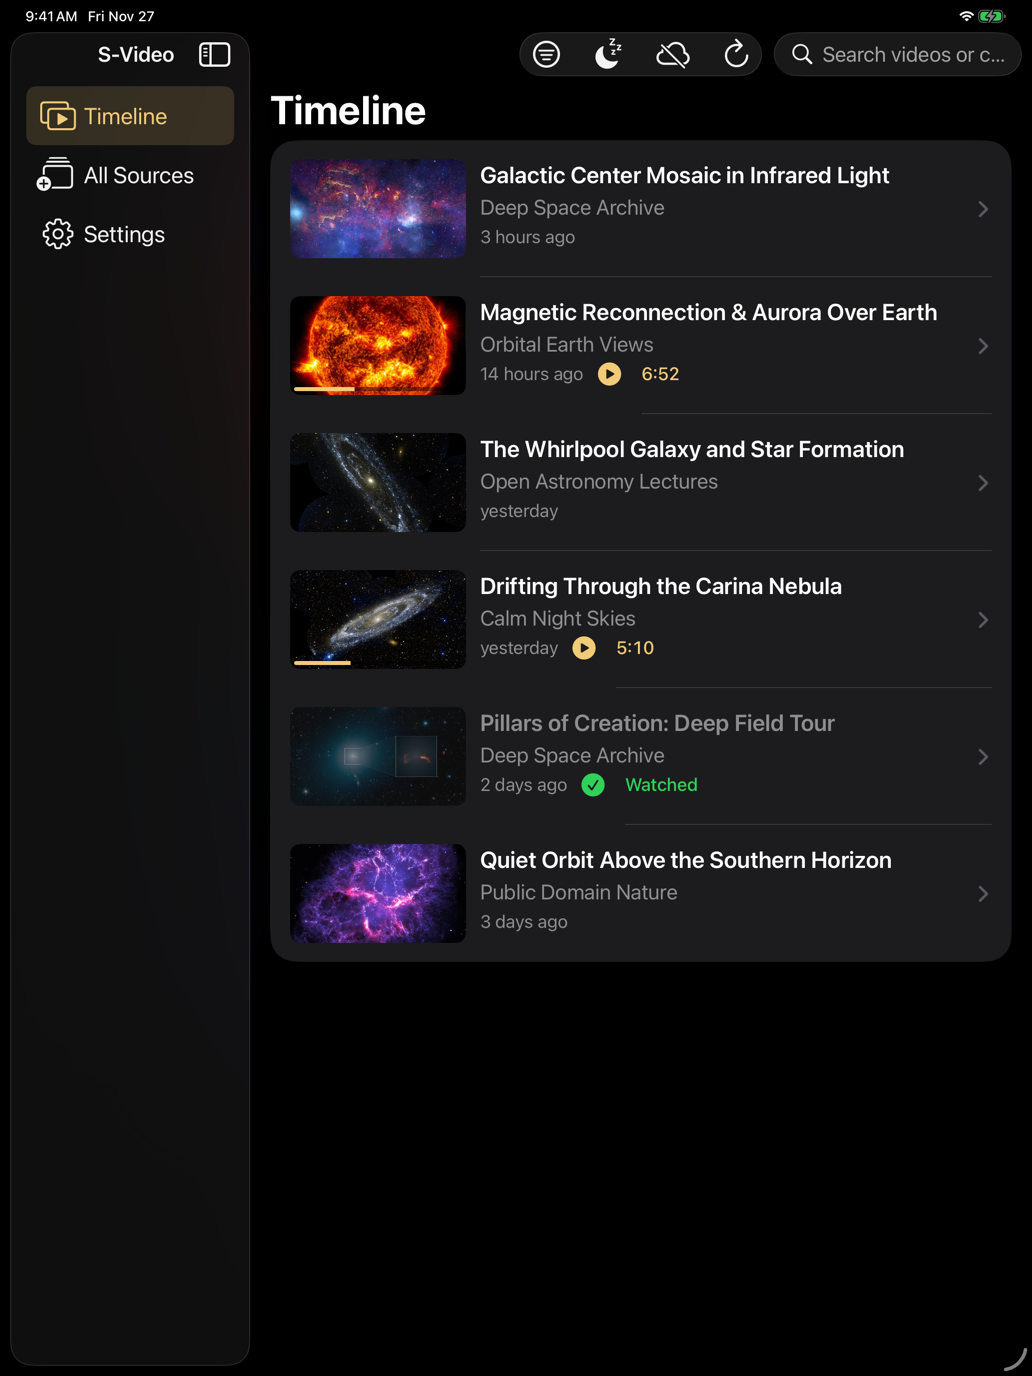 9:41 AM Fri Nov 27
S-Video
Search videos or c...
Timeline
All Sources
Settings
Timeline
Galactic Center Mosaic in Infrared Light
Deep Space Archive
3 hours ago
Magnetic Reconnection & Aurora Over Earth
Orbital Earth Views
14 hours ago 6:52
The Whirlpool Galaxy and Star Formation
Open Astronomy Lectures
yesterday
Drifting Through the Carina Nebula
Calm Night Skies
yesterday 5:10
Pillars of Creation: Deep Field Tour
Deep Space Archive
2 days ago Watched
Quiet Orbit Above the Southern Horizon
Public Domain Nature
3 days ago